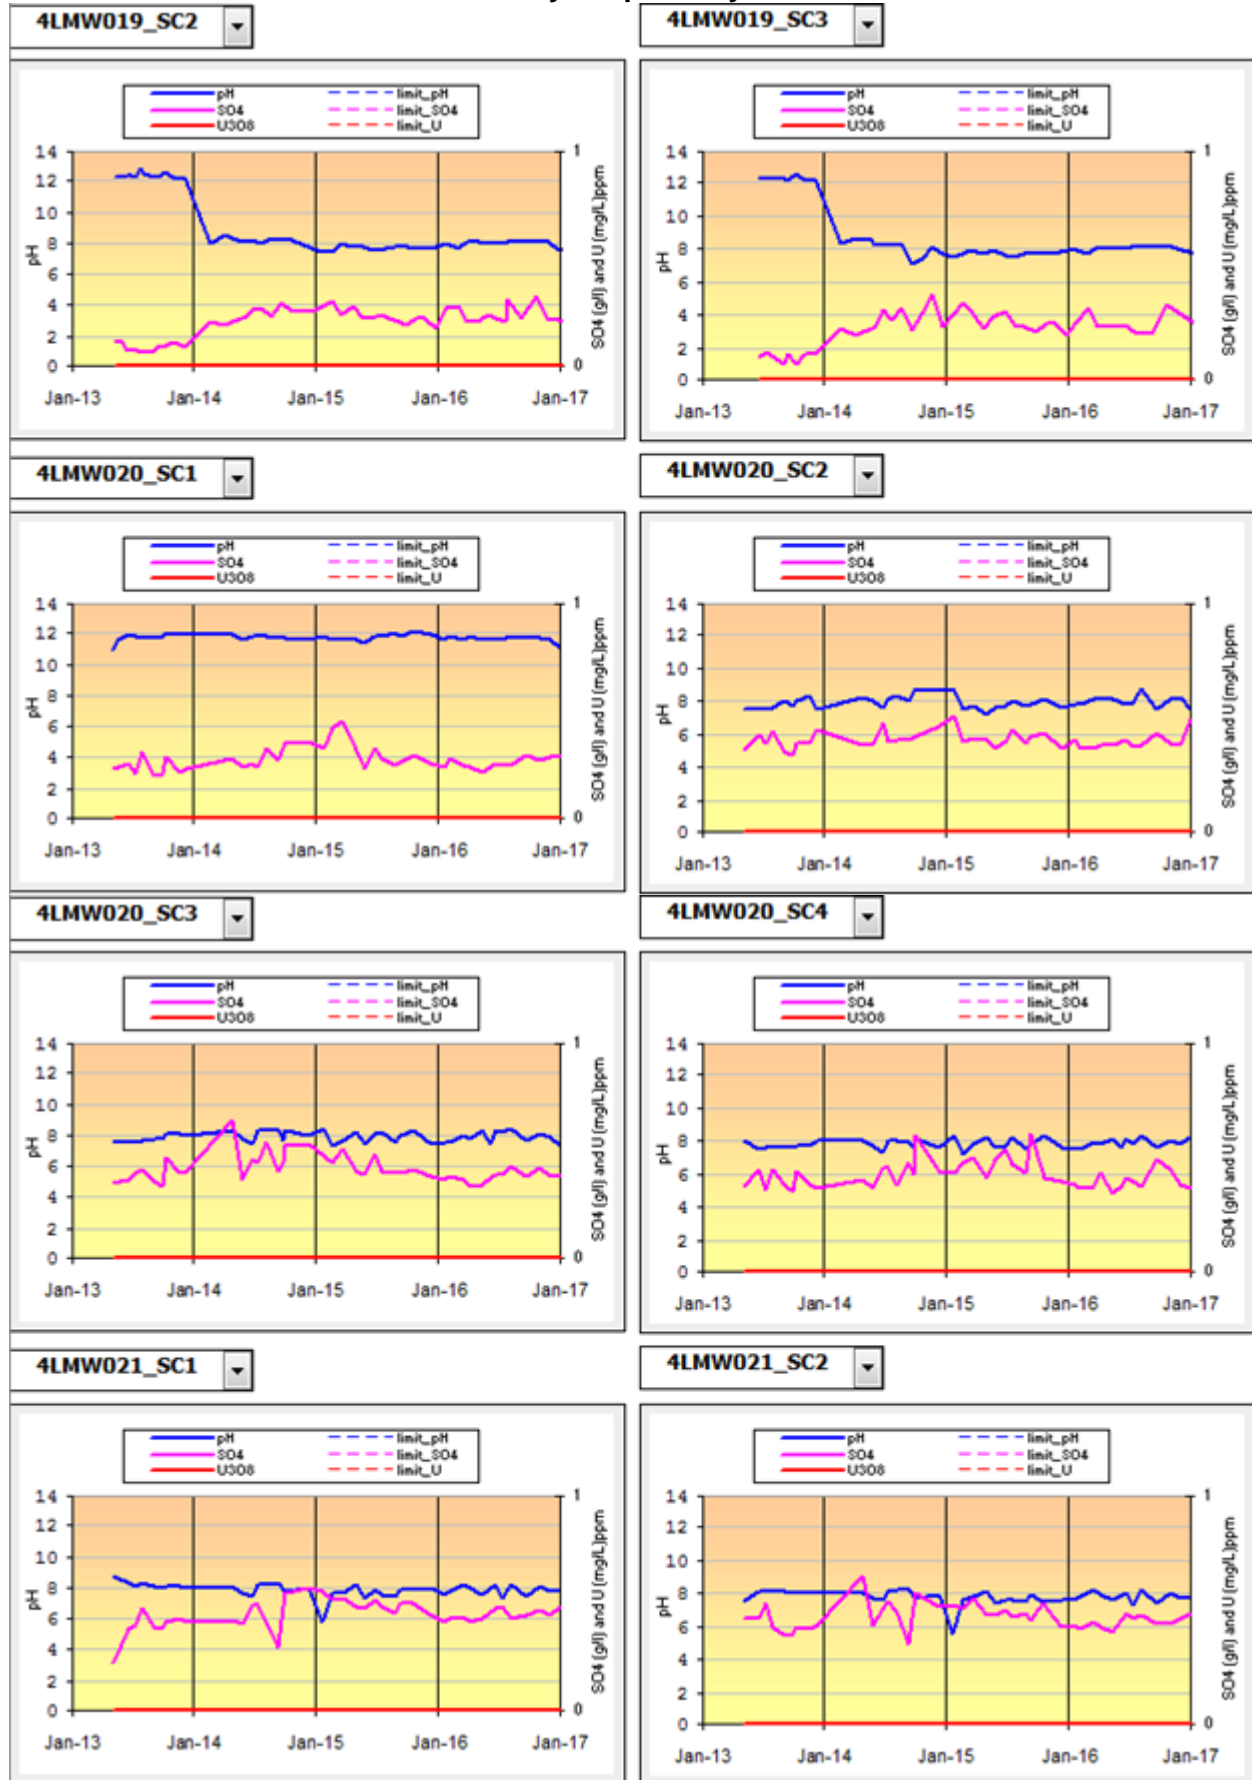 4LMW019_SC2
pH
limit_pH
SO4
limit_SO4
U3O8
limit_U
14
12
10
8
6
4
2
0
pH
1
0
SO4 (g/l) and U (mg/L)ppm
Jan-13 Jan-14 Jan-15 Jan-16 Jan-17
4LMW019_SC3
pH
limit_pH
SO4
limit_SO4
U3O8
limit_U
14
12
10
8
6
4
2
0
pH
1
0
SO4 (g/l) and U (mg/L)ppm
Jan-13 Jan-14 Jan-15 Jan-16 Jan-17
4LMW020_SC1
pH
limit_pH
SO4
limit_SO4
U3O8
limit_U
14
12
10
8
6
4
2
0
pH
1
0
SO4 (g/l) and U (mg/L)ppm
Jan-13 Jan-14 Jan-15 Jan-16 Jan-17
4LMW020_SC2
pH
limit_pH
SO4
limit_SO4
U3O8
limit_U
14
12
10
8
6
4
2
0
pH
1
0
SO4 (g/l) and U (mg/L)ppm
Jan-13 Jan-14 Jan-15 Jan-16 Jan-17
4LMW020_SC3
pH
limit_pH
SO4
limit_SO4
U3O8
limit_U
14
12
10
8
6
4
2
0
pH
1
0
SO4 (g/l) and U (mg/L)ppm
Jan-13 Jan-14 Jan-15 Jan-16 Jan-17
4LMW020_SC4
pH
limit_pH
SO4
limit_SO4
U3O8
limit_U
14
12
10
8
6
4
2
0
pH
1
0
SO4 (g/l) and U (mg/L)ppm
Jan-13 Jan-14 Jan-15 Jan-16 Jan-17
4LMW021_SC1
pH
limit_pH
SO4
limit_SO4
U3O8
limit_U
14
12
10
8
6
4
2
0
pH
1
0
SO4 (g/l) and U (mg/L)ppm
Jan-13 Jan-14 Jan-15 Jan-16 Jan-17
4LMW021_SC2
pH
limit_pH
SO4
limit_SO4
U3O8
limit_U
14
12
10
8
6
4
2
0
pH
1
0
SO4 (g/l) and U (mg/L)ppm
Jan-13 Jan-14 Jan-15 Jan-16 Jan-17